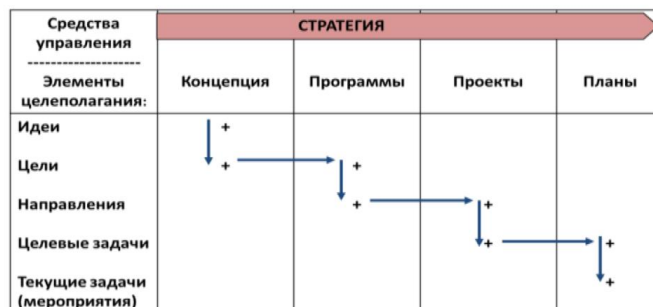 Средства
управления
--------------------
Элементы
целеполагания:
СТРАТЕГИЯ
Концепция
Программы
Проекты
Планы
Идеи +
Цели + +
Направления + +
Целевые задачи + +
Текущие задачи +
(мероприятия)